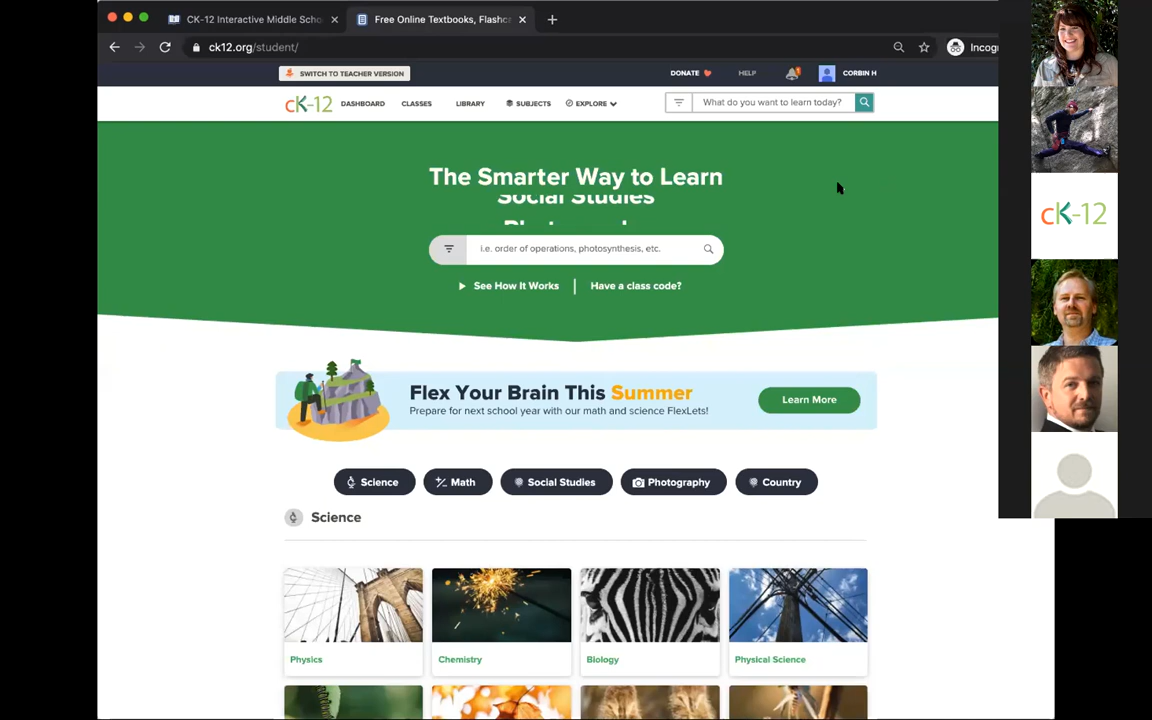 CK-12 Interactive Middle Scho
Free Online Textbooks, Flashca
ck12.org/student/
Incog
SWITCH TO TEACHER VERSION
DONATE
HELP
CORBIN H
cK-12
DASHBOARD
CLASSES
LIBRARY
SUBJECTS
EXPLORE
What do you want to learn today?
The Smarter Way to Learn
Social Studies
i.e. order of operations, photosynthesis, etc.
See How It Works
Have a class code?
Flex Your Brain This Summer
Prepare for next school year with our math and science FlexLets!
Learn More
Science
Math
Social Studies
Photography
Country
Science
Physics
Chemistry
Biology
Physical Science
cK-12